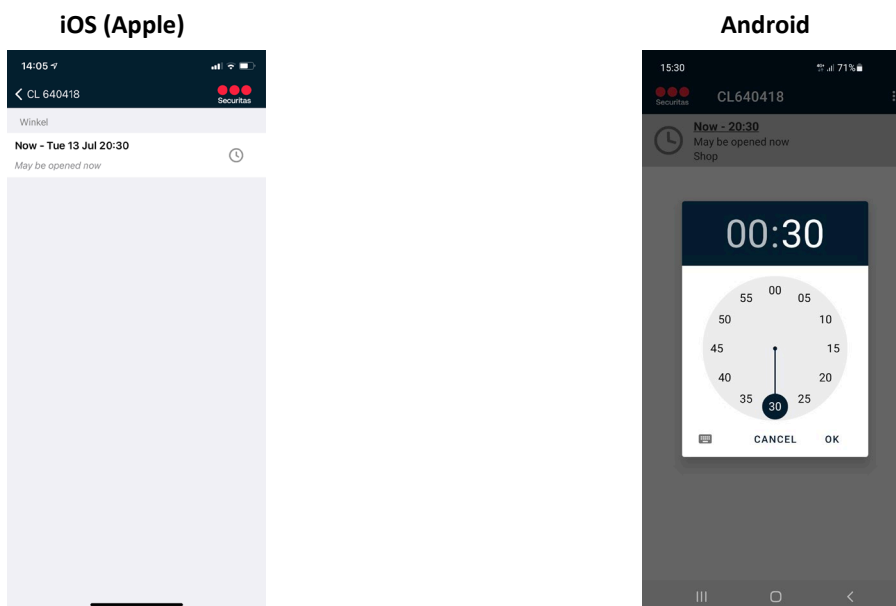 iOS (Apple)
14:05
CL 640418
Securitas
Winkel
Now - Tue 13 Jul 20:30
May be opened now
Android
15:30
71%
Securitas
CL640418
Now - 20:30
May be opened now
Shop
00:30
00
55
05
50
10
45
15
40
20
35
25
30
CANCEL
OK